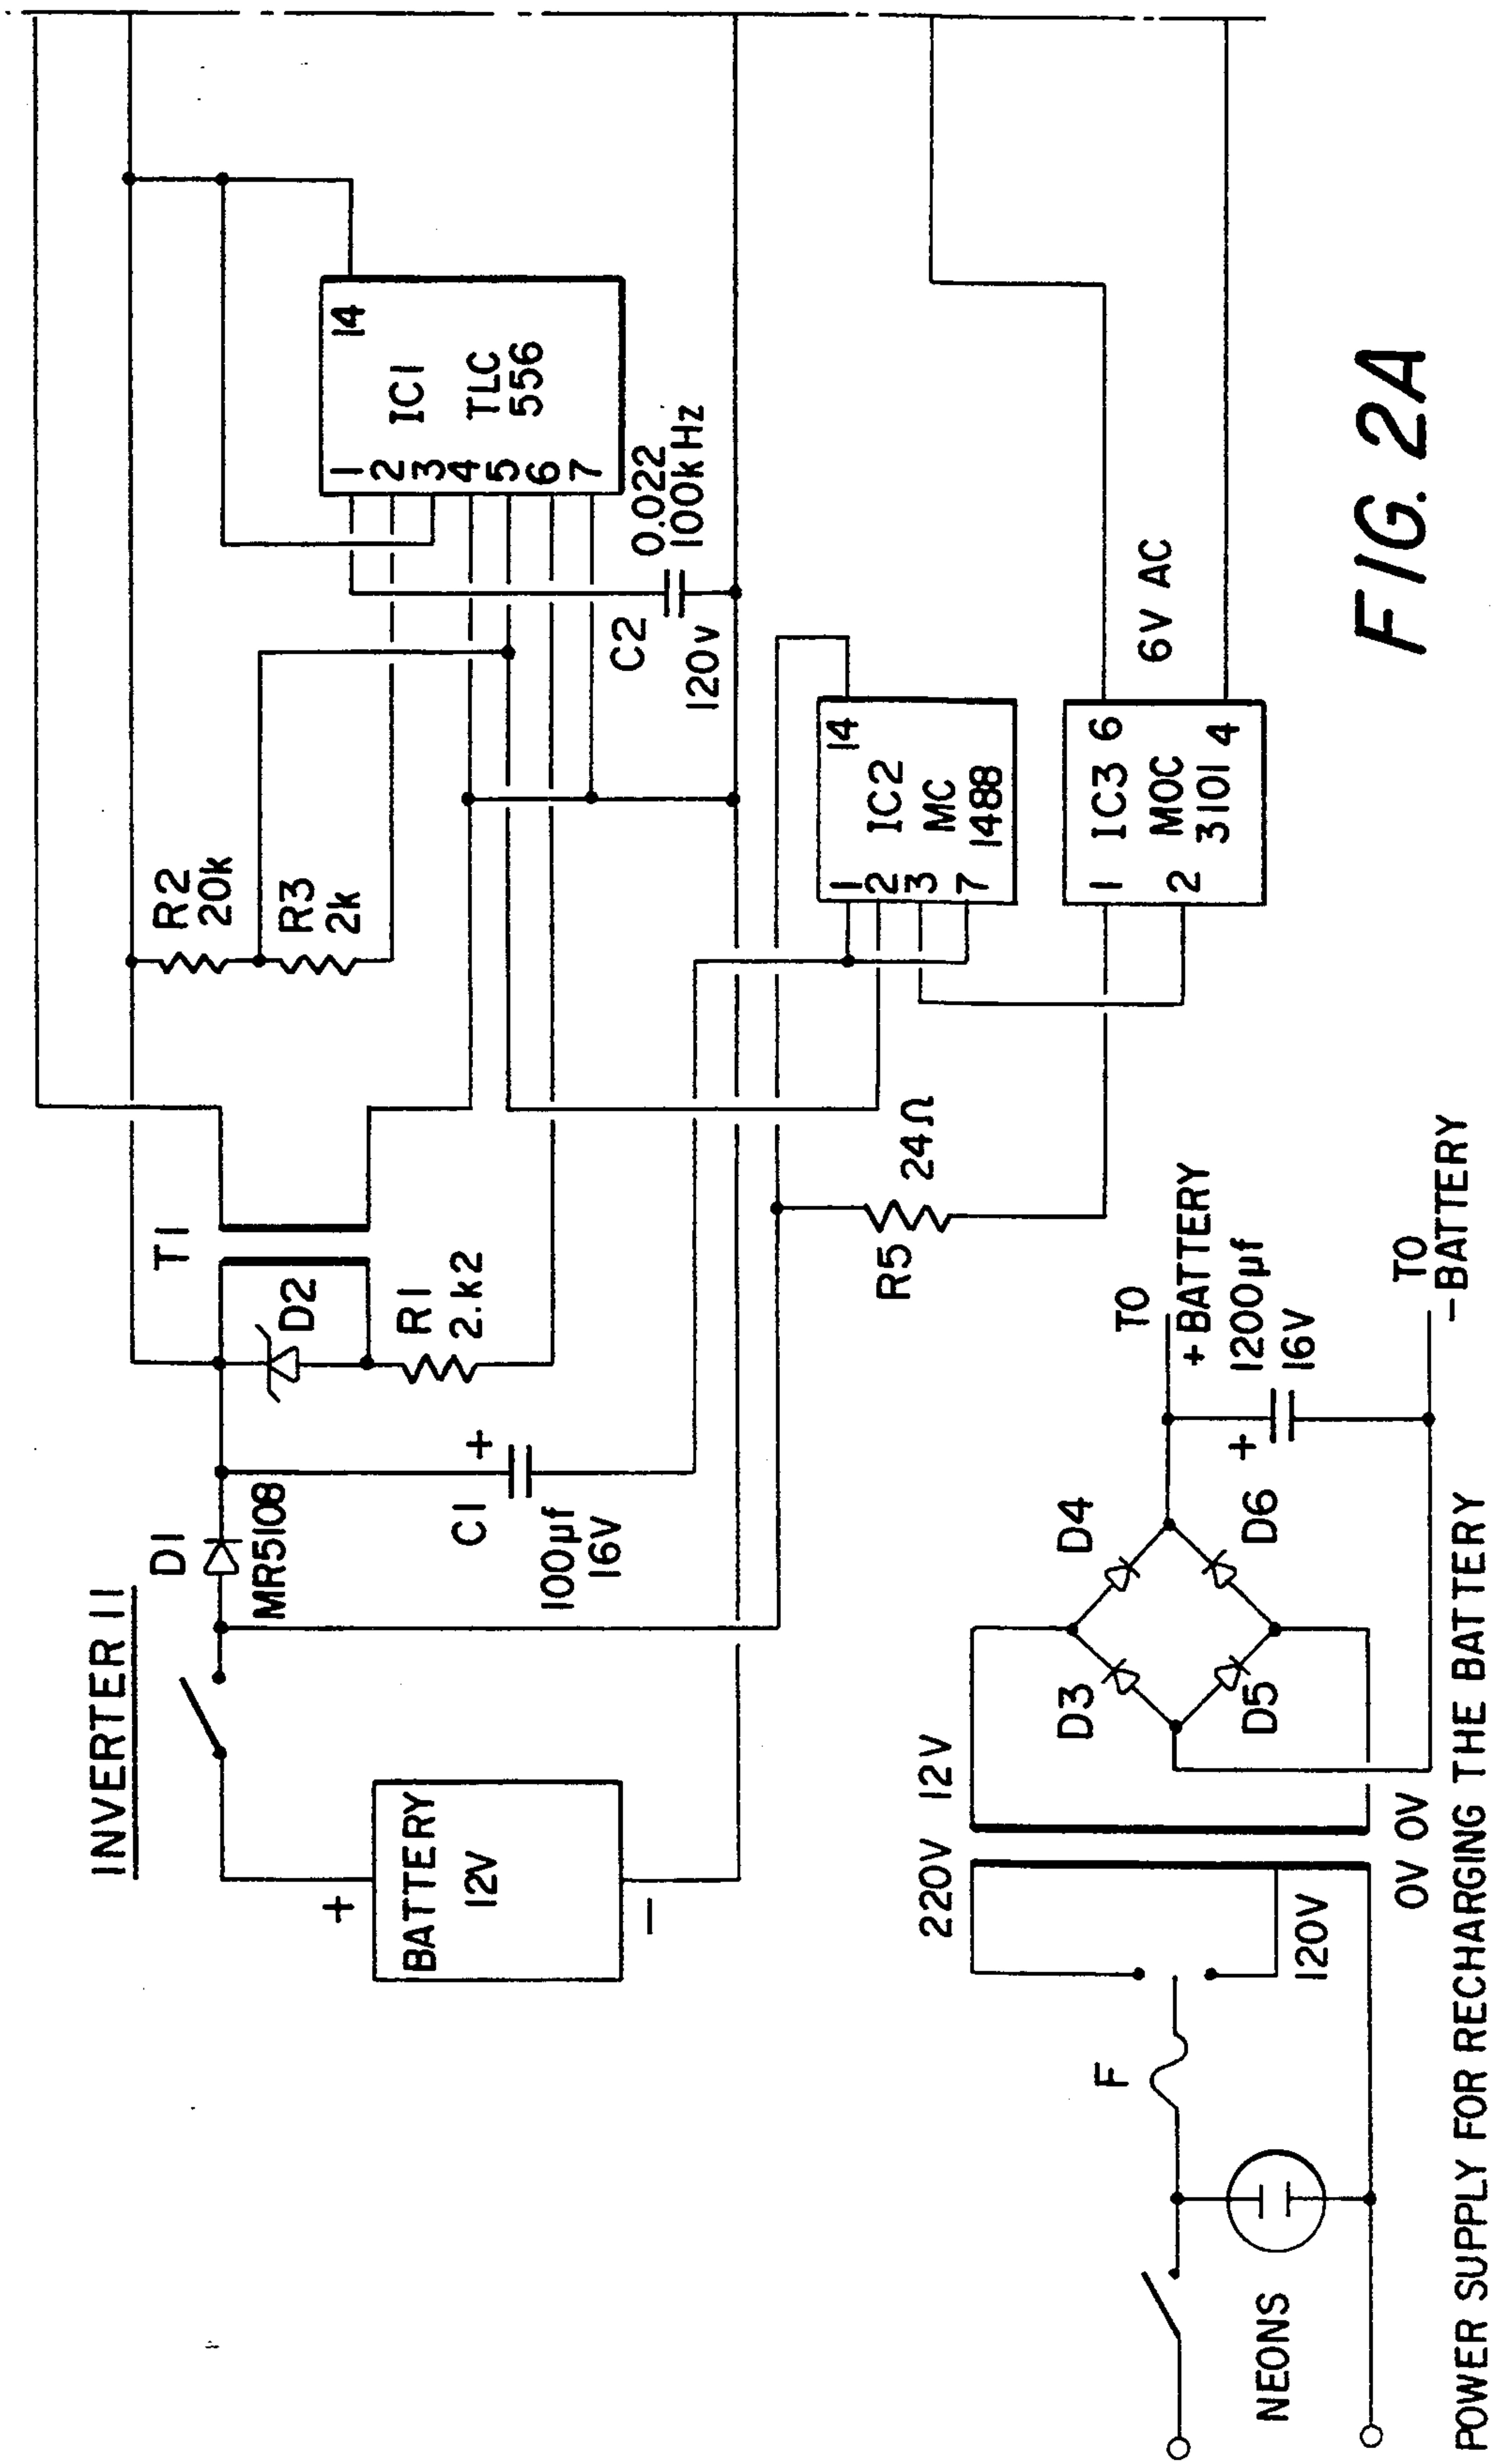 INVERTER II
BATTERY
12V
+
–
D1
MR5108
C1
+
100µf
16V
T1
D2
R1
2.k2
R2
20k
R3
2k
1
2
3
4
5
6
7
14
IC1
TLC
556
C2
0.022
100kHz
120v
R5
24Ω
1
2
3
7
14
IC2
MC
1488
1
2
6
4
IC3
MOC
3101
6V AC
NEONS
F
220V
12V
120V
0V
0V
D3
D4
D5
D6
+
TO
+BATTERY
1200µf
16V
TO
–BATTERY
POWER SUPPLY FOR RECHARGING THE BATTERY
FIG. 2A